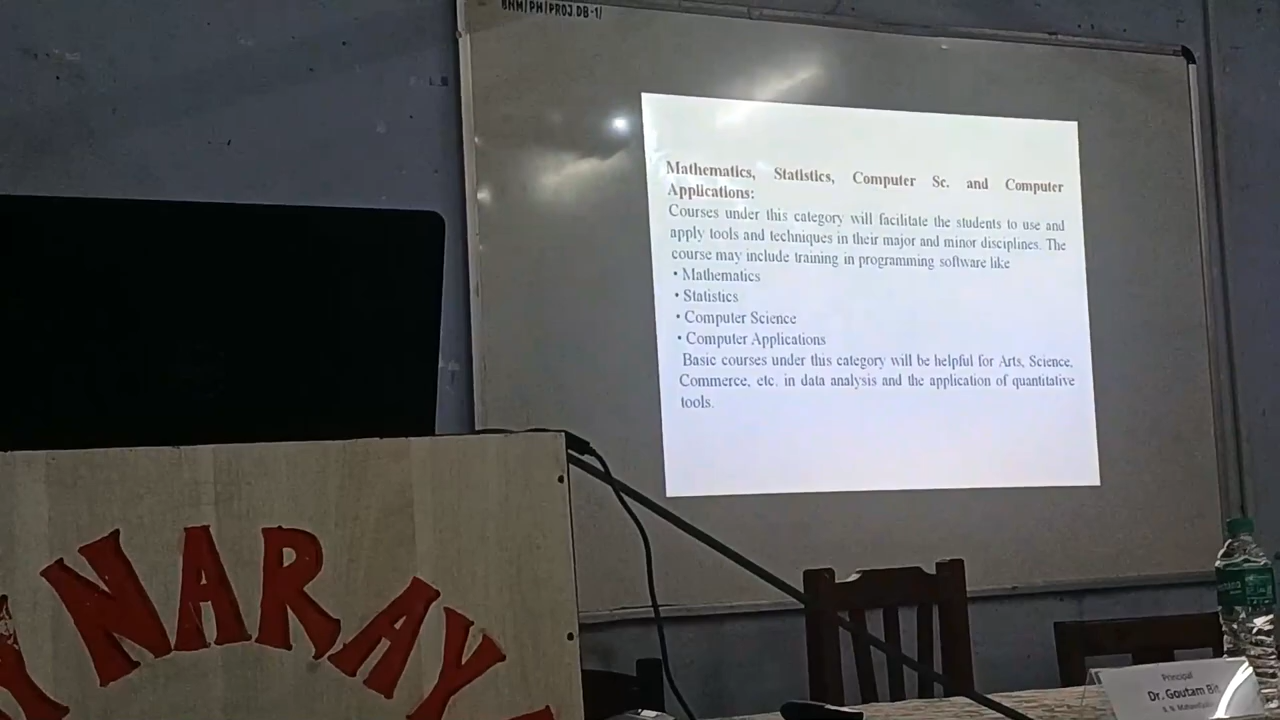 BNM/PH/PROJ.DB-1/
Mathematics, Statistics, Computer Sc. and Computer
Applications:
Courses under this category will facilitate the students to use and
apply tools and techniques in their major and minor disciplines. The
course may include training in programming software like
• Mathematics
• Statistics
• Computer Science
• Computer Applications
Basic courses under this category will be helpful for Arts, Science,
Commerce, etc. in data analysis and the application of quantitative
tools.
NARAY
Principal
Dr. Goutam